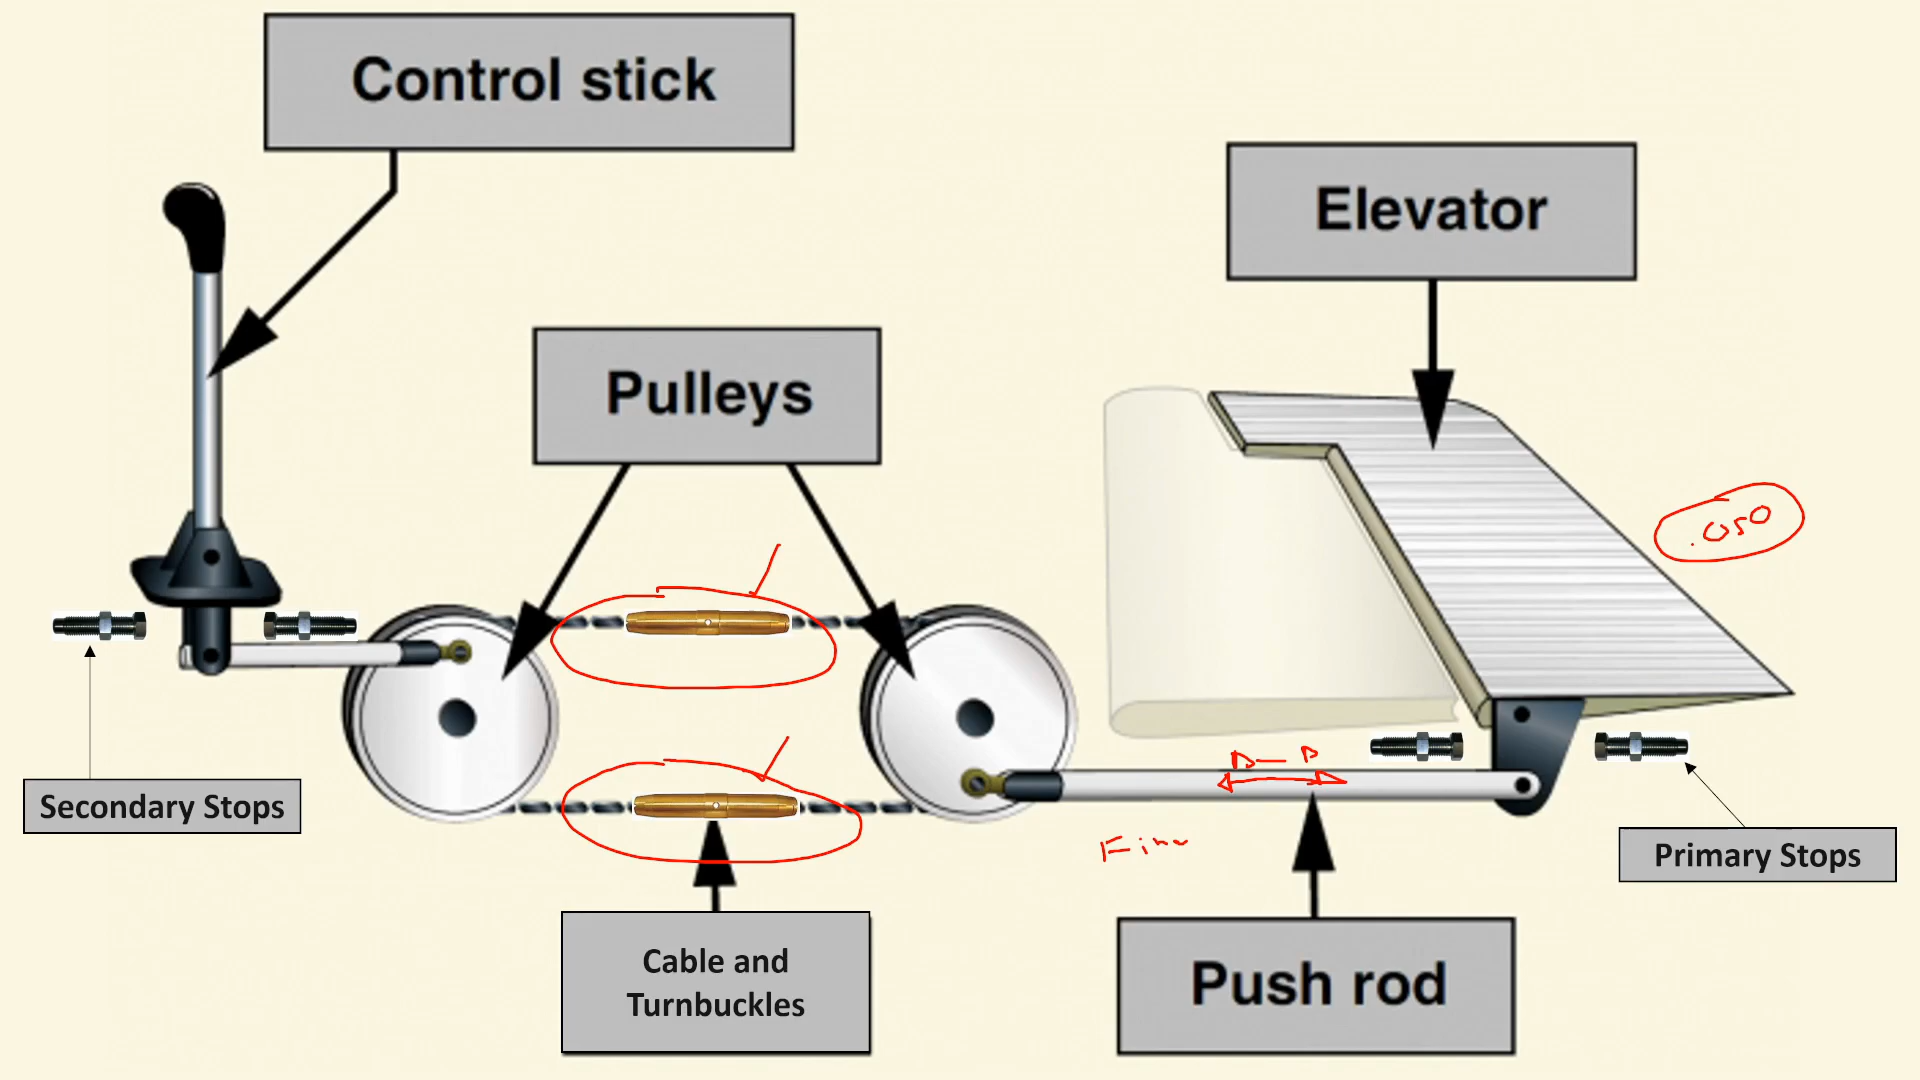 Control stick
Elevator
Pulleys
.050
Secondary Stops
Primary Stops
Cable and
Turnbuckles
Push rod